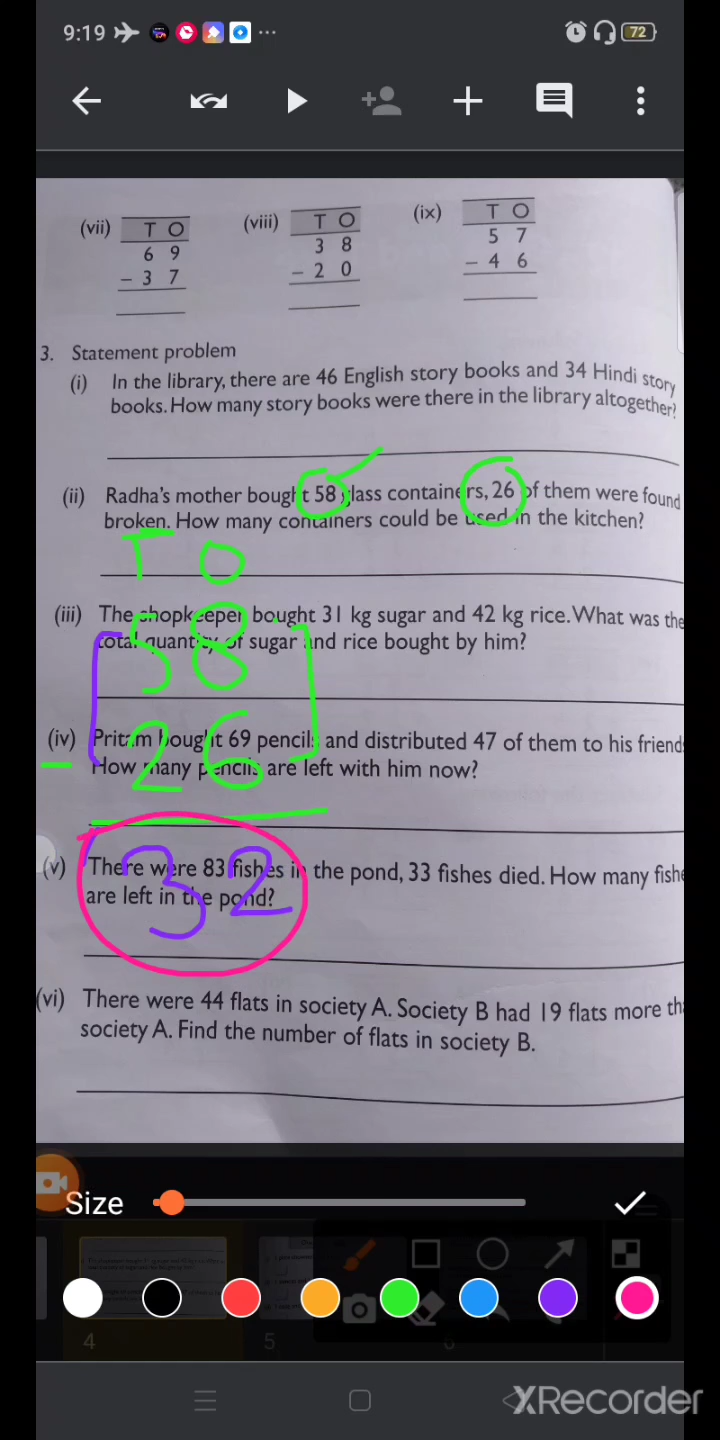 9:19 72
(vii) T O (viii) T O (ix) T O
6 9 3 8 5 7
- 3 7 - 2 0 - 4 6
3. Statement problem
(i) In the library, there are 46 English story books and 34 Hindi story
books. How many story books were there in the library altogether?
(ii) Radha's mother bought 58 glass containers, 26 of them were found
broken. How many containers could be used in the kitchen?
T O
(iii) The shopkeeper bought 31 kg sugar and 42 kg rice. What was the
total quantity of sugar and rice bought by him?
58
(iv) Pritam bought 69 pencils and distributed 47 of them to his friend
How many pencils are left with him now?
- 26
(v) There were 83 fishes in the pond, 33 fishes died. How many fishe
are left in the pond?
32
(vi) There were 44 flats in society A. Society B had 19 flats more tha
society A. Find the number of flats in society B.
Size
4 5 6
XRecorder